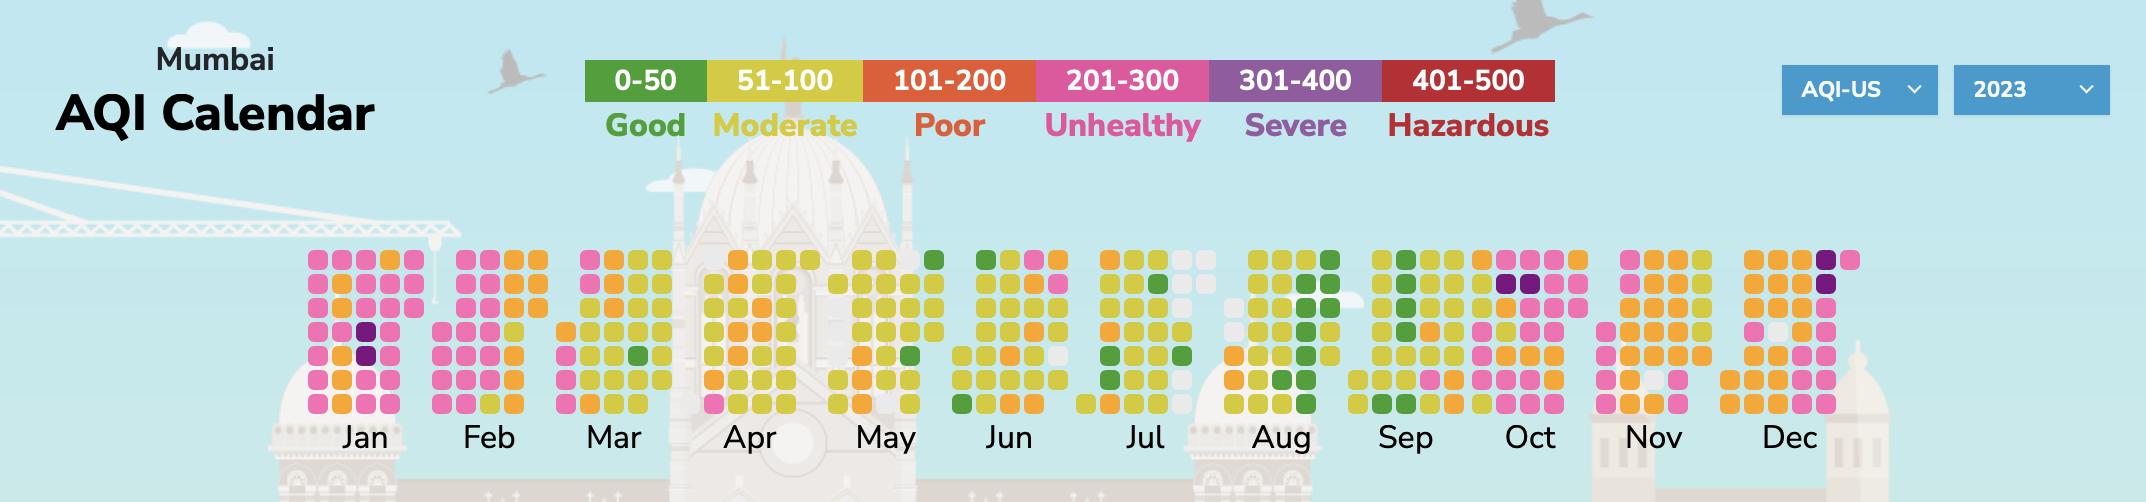 Mumbai
AQI Calendar
0-50 51-100 101-200 201-300 301-400 401-500
Good Moderate Poor Unhealthy Severe Hazardous
AQI-US 2023
Jan Feb Mar Apr May Jun Jul Aug Sep Oct Nov Dec